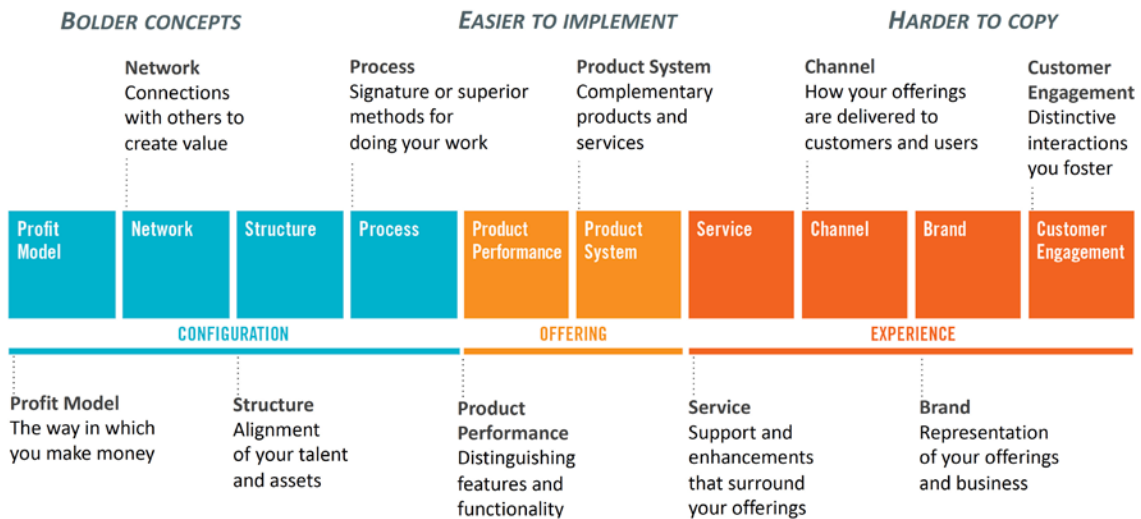 BOLDER CONCEPTS
EASIER TO IMPLEMENT
HARDER TO COPY
Network
Connections
with others to
create value
Process
Signature or superior
methods for
doing your work
Product System
Complementary
products and
services
Channel
How your offerings
are delivered to
customers and users
Customer
Engagement
Distinctive
interactions
you foster
Profit
Model
Network
Structure
Process
Product
Performance
Product
System
Service
Channel
Brand
Customer
Engagement
CONFIGURATION
OFFERING
EXPERIENCE
Profit Model
The way in which
you make money
Structure
Alignment
of your talent
and assets
Product
Performance
Distinguishing
features and
functionality
Service
Support and
enhancements
that surround
your offerings
Brand
Representation
of your offerings
and business